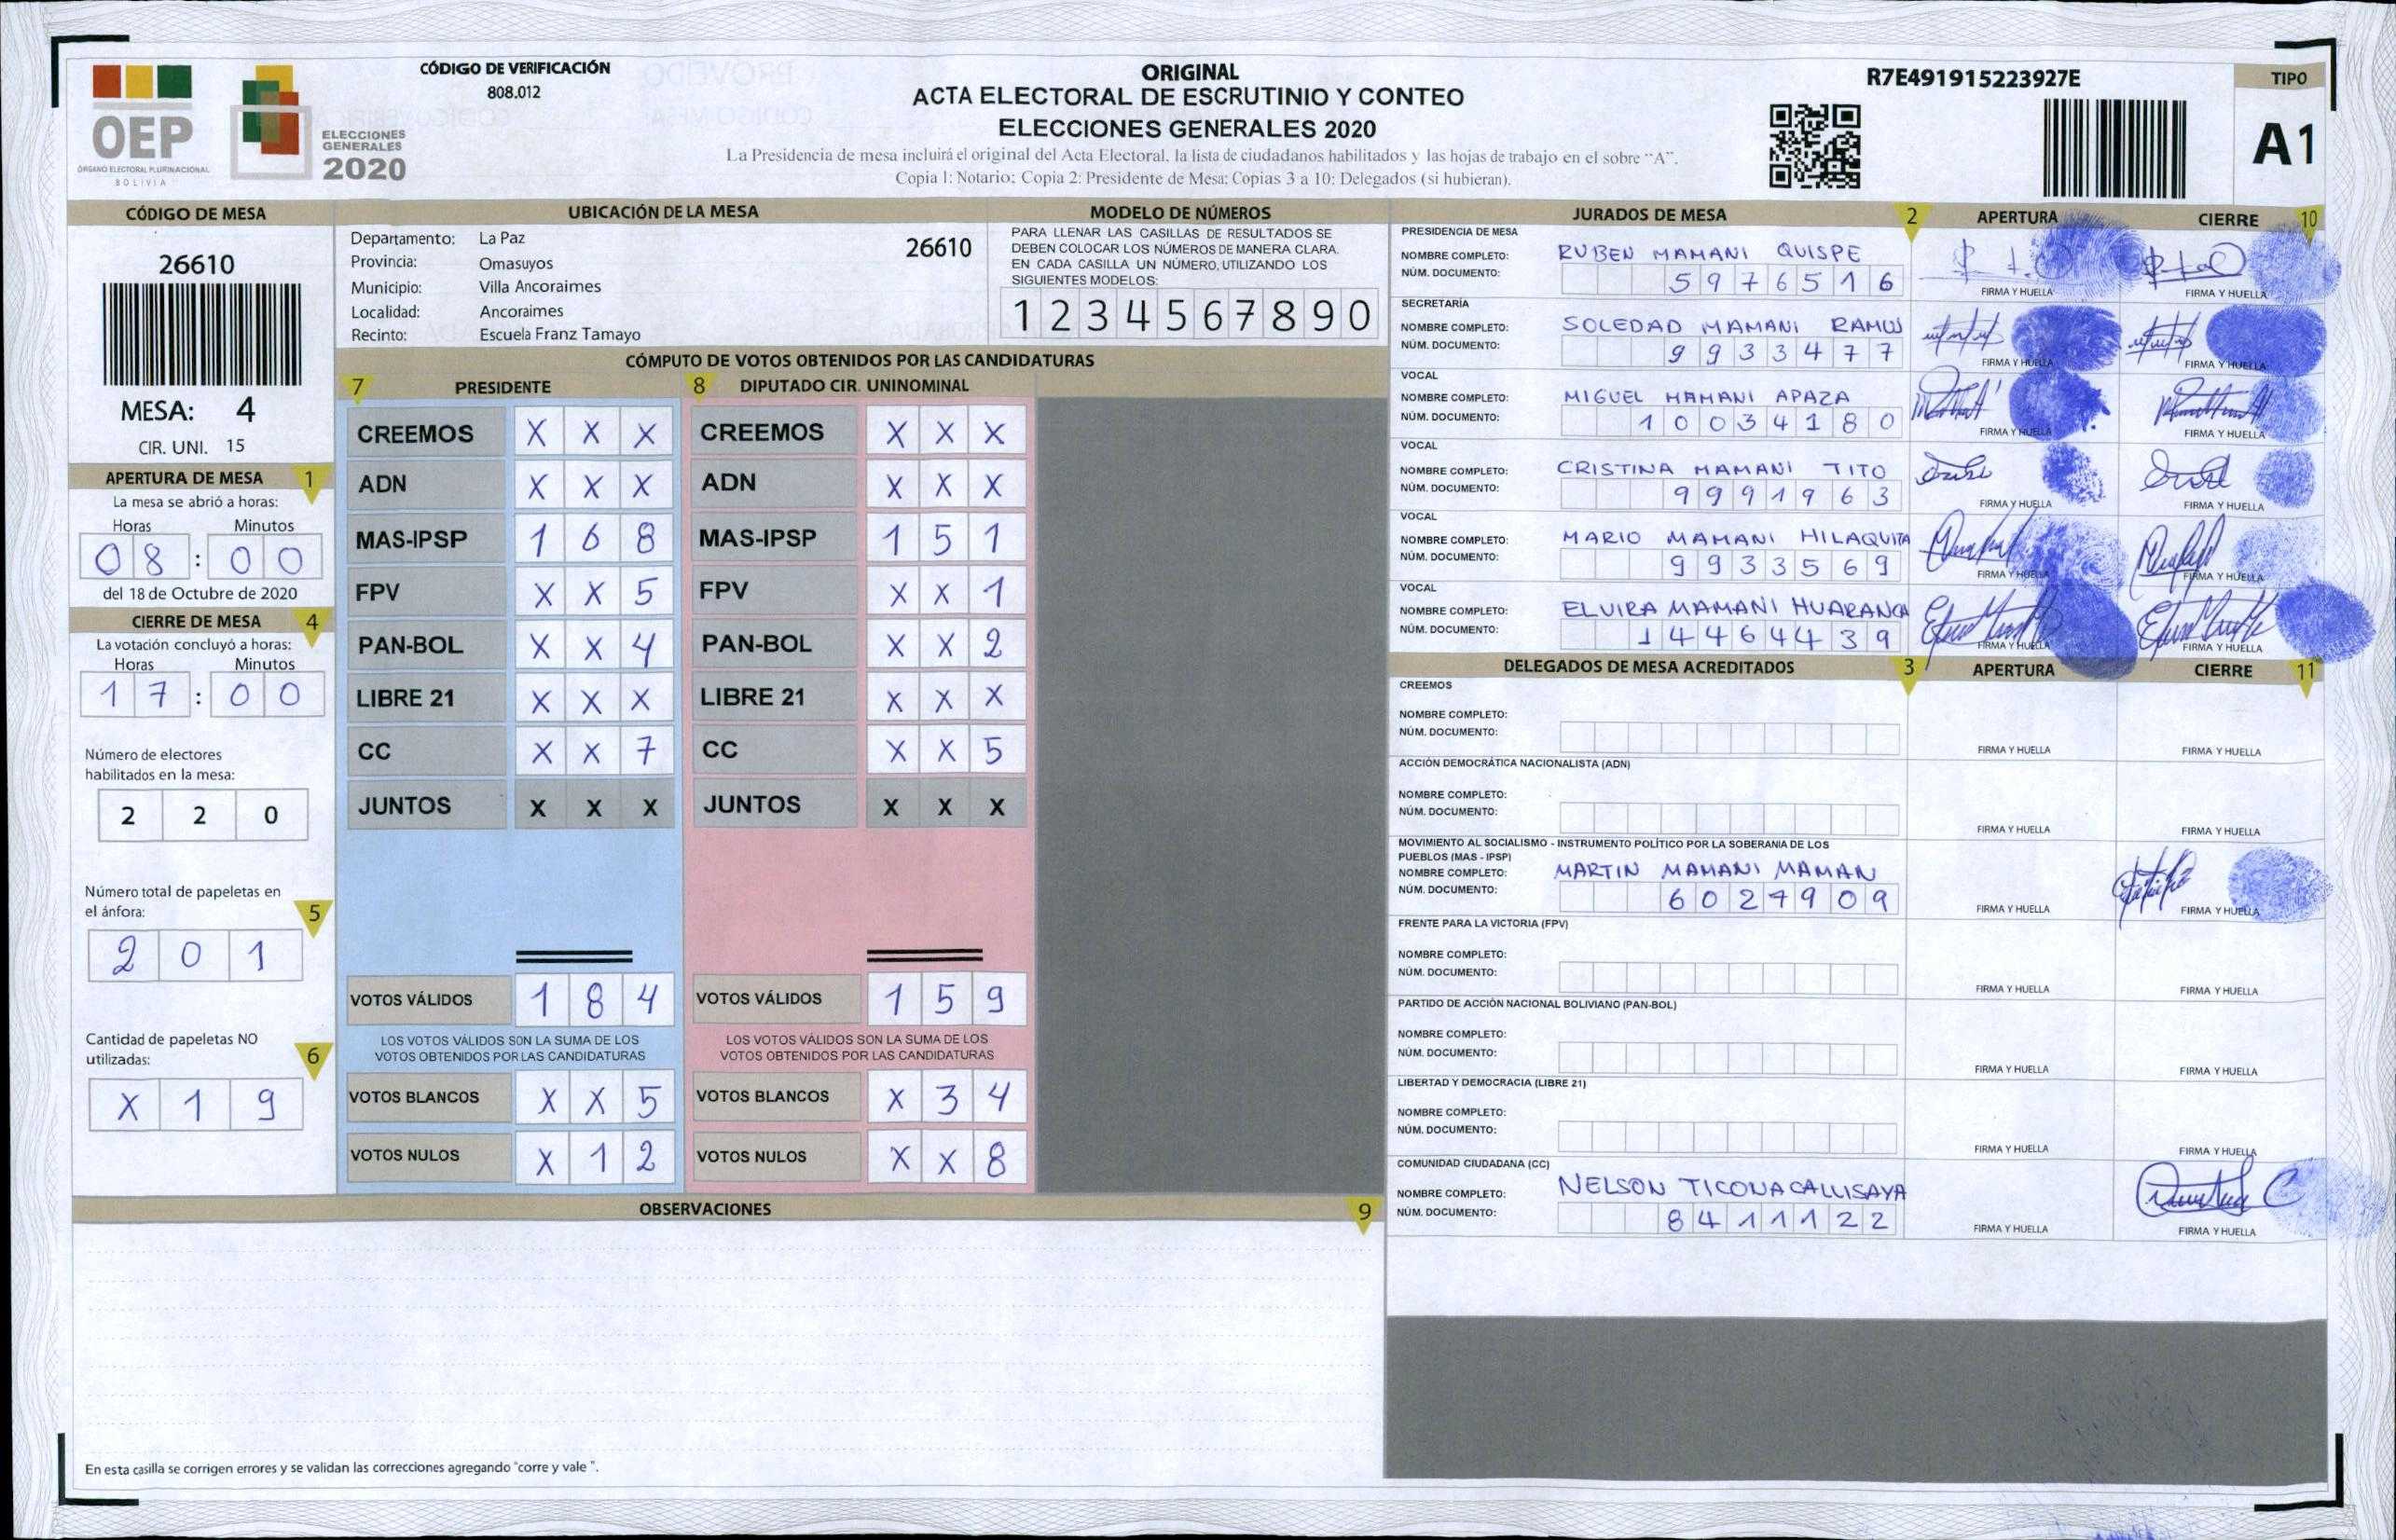 CÓDIGO DE VERIFICACIÓN
808.012
OEP
ÓRGANO ELECTORAL PLURINACIONAL
BOLIVIA
ELECCIONES
GENERALES
2020
ORIGINAL
ACTA ELECTORAL DE ESCRUTINIO Y CONTEO
ELECCIONES GENERALES 2020
La Presidencia de mesa incluirá el original del Acta Electoral, la lista de ciudadanos habilitados y las hojas de trabajo en el sobre "A".
Copia 1: Notario; Copia 2: Presidente de Mesa; Copias 3 a 10: Delegados (si hubieran).
R7E491915223927E
TIPO
A1
CÓDIGO DE MESA
26610
MESA: 4
CIR. UNI. 15
APERTURA DE MESA 1
La mesa se abrió a horas:
Horas Minutos
08 : 00
del 18 de Octubre de 2020
CIERRE DE MESA 4
La votación concluyó a horas:
Horas Minutos
17 : 00
Número de electores
habilitados en la mesa:
2 2 0
Número total de papeletas en
el ánfora: 5
2 0 1
Cantidad de papeletas NO
utilizadas: 6
X 1 9
UBICACIÓN DE LA MESA
Departamento: La Paz 26610
Provincia: Omasuyos
Municipio: Villa Ancoraimes
Localidad: Ancoraimes
Recinto: Escuela Franz Tamayo
MODELO DE NÚMEROS
PARA LLENAR LAS CASILLAS DE RESULTADOS SE
DEBEN COLOCAR LOS NÚMEROS DE MANERA CLARA.
EN CADA CASILLA UN NÚMERO, UTILIZANDO LOS
SIGUIENTES MODELOS:
1 2 3 4 5 6 7 8 9 0
CÓMPUTO DE VOTOS OBTENIDOS POR LAS CANDIDATURAS
7 PRESIDENTE 8 DIPUTADO CIR. UNINOMINAL
CREEMOS X X X CREEMOS X X X
ADN X X X ADN X X X
MAS-IPSP 1 6 8 MAS-IPSP 1 5 1
FPV X X 5 FPV X X 1
PAN-BOL X X 4 PAN-BOL X X 2
LIBRE 21 X X X LIBRE 21 X X X
CC X X 7 CC X X 5
JUNTOS X X X JUNTOS X X X
VOTOS VÁLIDOS 1 8 4 VOTOS VÁLIDOS 1 5 9
LOS VOTOS VÁLIDOS SON LA SUMA DE LOS LOS VOTOS VÁLIDOS SON LA SUMA DE LOS
VOTOS OBTENIDOS POR LAS CANDIDATURAS VOTOS OBTENIDOS POR LAS CANDIDATURAS
VOTOS BLANCOS X X 5 VOTOS BLANCOS X 3 4
VOTOS NULOS X 1 2 VOTOS NULOS X X 8
OBSERVACIONES 9
En esta casilla se corrigen errores y se validan las correcciones agregando "corre y vale ".
JURADOS DE MESA 2 APERTURA CIERRE 10
PRESIDENCIA DE MESA
NOMBRE COMPLETO: RUBEN MAMANI QUISPE
NÚM. DOCUMENTO: 5976516
FIRMA Y HUELLA FIRMA Y HUELLA
SECRETARÍA
NOMBRE COMPLETO: SOLEDAD MAMANI RAMOS
NÚM. DOCUMENTO: 9933477
FIRMA Y HUELLA FIRMA Y HUELLA
VOCAL
NOMBRE COMPLETO: MIGUEL MAMANI APAZA
NÚM. DOCUMENTO: 10034180
FIRMA Y HUELLA FIRMA Y HUELLA
VOCAL
NOMBRE COMPLETO: CRISTINA MAMANI TITO
NÚM. DOCUMENTO: 9991963
FIRMA Y HUELLA FIRMA Y HUELLA
VOCAL
NOMBRE COMPLETO: MARIO MAMANI HILAQUITA
NÚM. DOCUMENTO: 9933569
FIRMA Y HUELLA FIRMA Y HUELLA
VOCAL
NOMBRE COMPLETO: ELVIRA MAMANI HUARANCA
NÚM. DOCUMENTO: 14464439
FIRMA Y HUELLA FIRMA Y HUELLA
DELEGADOS DE MESA ACREDITADOS 3 APERTURA CIERRE 11
CREEMOS
NOMBRE COMPLETO:
NÚM. DOCUMENTO:
FIRMA Y HUELLA FIRMA Y HUELLA
ACCIÓN DEMOCRÁTICA NACIONALISTA (ADN)
NOMBRE COMPLETO:
NÚM. DOCUMENTO:
FIRMA Y HUELLA FIRMA Y HUELLA
MOVIMIENTO AL SOCIALISMO - INSTRUMENTO POLÍTICO POR LA SOBERANIA DE LOS
PUEBLOS (MAS - IPSP)
NOMBRE COMPLETO: MARTIN MAMANI MAMAN
NÚM. DOCUMENTO: 6027909
FIRMA Y HUELLA FIRMA Y HUELLA
FRENTE PARA LA VICTORIA (FPV)
NOMBRE COMPLETO:
NÚM. DOCUMENTO:
FIRMA Y HUELLA FIRMA Y HUELLA
PARTIDO DE ACCIÓN NACIONAL BOLIVIANO (PAN-BOL)
NOMBRE COMPLETO:
NÚM. DOCUMENTO:
FIRMA Y HUELLA FIRMA Y HUELLA
LIBERTAD Y DEMOCRACIA (LIBRE 21)
NOMBRE COMPLETO:
NÚM. DOCUMENTO:
FIRMA Y HUELLA FIRMA Y HUELLA
COMUNIDAD CIUDADANA (CC)
NOMBRE COMPLETO: NELSON TICONA CALLISAYA
NÚM. DOCUMENTO: 8411122
FIRMA Y HUELLA FIRMA Y HUELLA